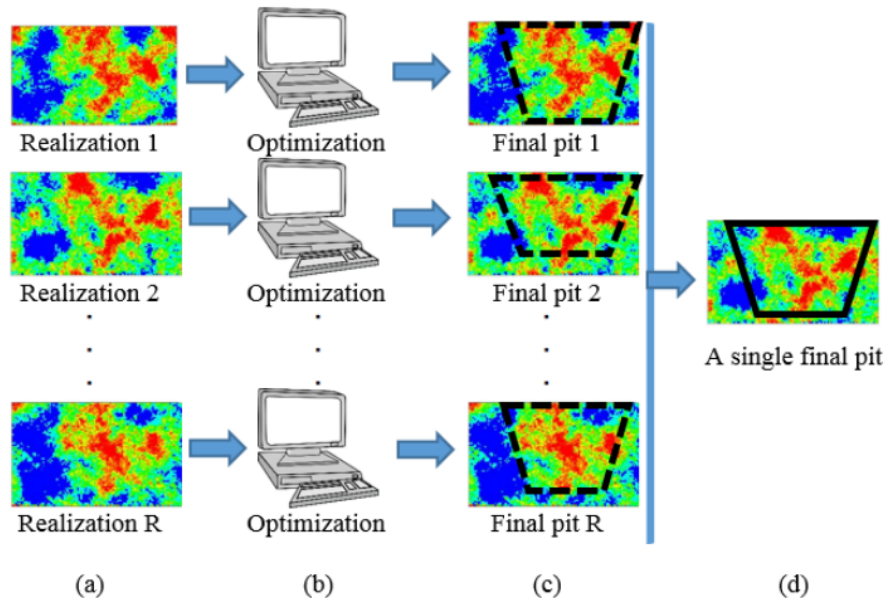 Realization 1
Optimization
Final pit 1
Realization 2
Optimization
Final pit 2
A single final pit
Realization R
Optimization
Final pit R
(a)
(b)
(c)
(d)